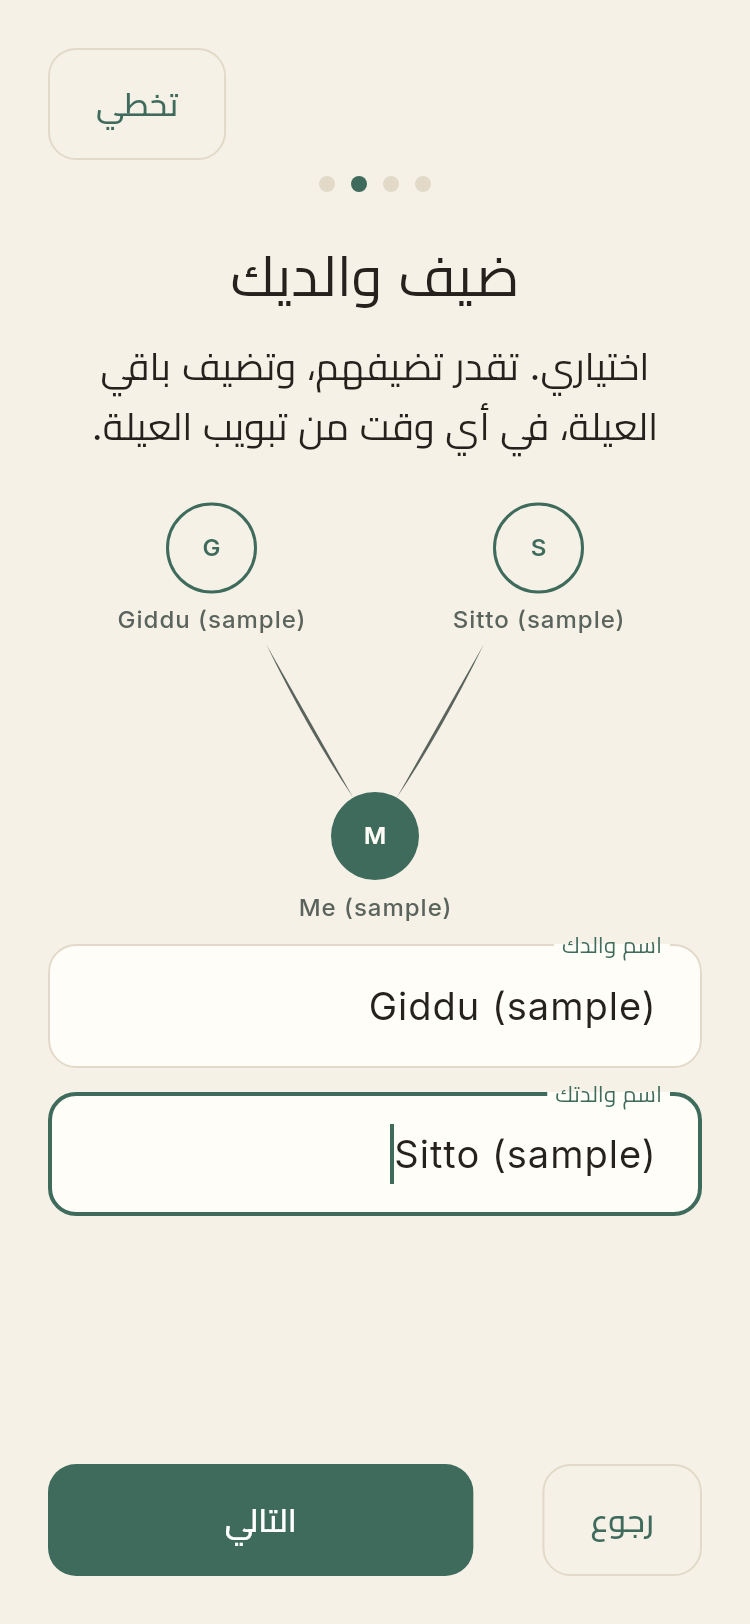 تخطي
ضيف والديك
اختياري. تقدر تضيفهم، وتضيف باقي
العيلة، في أي وقت من تبويب العيلة.
S
G
Sitto (sample)
Giddu (sample)
M
Me (sample)
اسم والدك
Giddu (sample)
اسم والدتك
Sitto (sample)
رجوع
التالي